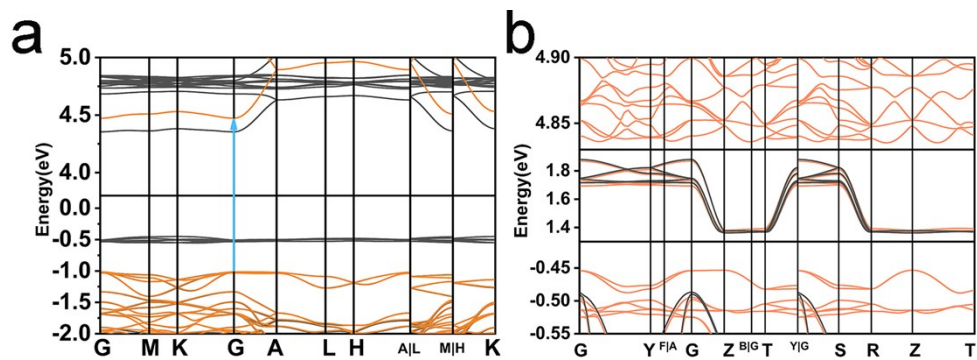 a
Energy(eV)
5.0
4.5
4.0
0.0
-0.5
-1.0
-1.5
-2.0
G M K G A L H A|L M|H K
b
Energy(eV)
4.90
4.85
1.8
1.6
1.4
-0.45
-0.50
-0.55
G Y F|A G Z B|G T Y|G S R Z T